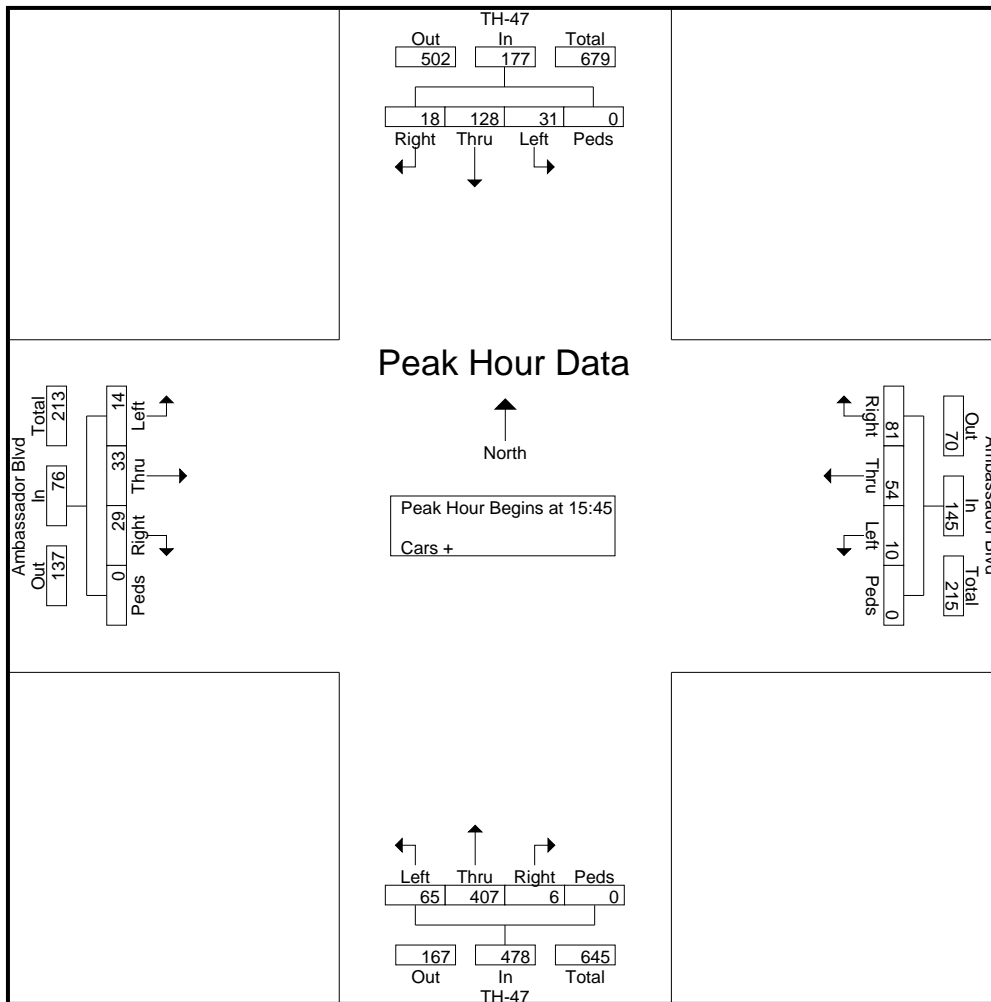 TH-47
Out In Total
502 177 679
18 128 31 0
Right Thru Left Peds
Peak Hour Data
North
Peak Hour Begins at 15:45
Cars +
Ambassador Blvd
Out In Total
137 76 213
14 33 29 0
Left Thru Right Peds
Right Thru Left Peds
81 54 10 0
Out In Total
70 145 215
Ambassador Blvd
Left Thru Right Peds
65 407 6 0
167 478 645
Out In Total
TH-47